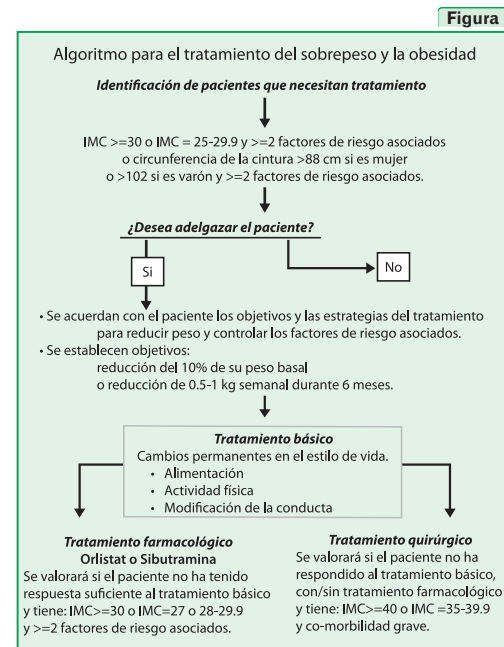 Figura
Algoritmo para el tratamiento del sobrepeso y la obesidad
Identificación de pacientes que necesitan tratamiento
IMC >=30 o IMC = 25-29.9 y >=2 factores de riesgo asociados
o circunferencia de la cintura >88 cm si es mujer
o >102 si es varón y >=2 factores de riesgo asociados.
¿Desea adelgazar el paciente?
Si
No
• Se acuerdan con el paciente los objetivos y las estrategias del tratamiento
para reducir peso y controlar los factores de riesgo asociados.
• Se establecen objetivos:
reducción del 10% de su peso basal
o reducción de 0.5-1 kg semanal durante 6 meses.
Tratamiento básico
Cambios permanentes en el estilo de vida.
• Alimentación
• Actividad física
• Modificación de la conducta
Tratamiento farmacológico
Orlistat o Sibutramina
Se valorará si el paciente no ha tenido
respuesta suficiente al tratamiento básico
y tiene: IMC>=30 o IMC=27 o 28-29.9
y >=2 factores de riesgo asociados.
Tratamiento quirúrgico
Se valorará si el paciente no ha
respondido al tratamiento básico,
con/sin tratamiento farmacológico
y tiene: IMC>=40 o IMC =35-39.9
y co-morbilidad grave.